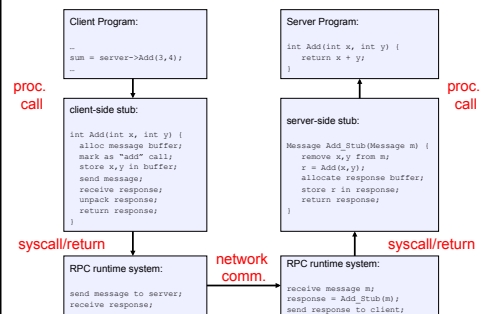 Client Program:
…
sum = server->Add(3,4);
…
Server Program:
int Add(int x, int y) {
return x + y;
}
proc.
call
proc.
call
client-side stub:
int Add(int x, int y) {
alloc message buffer;
mark as “add” call;
store x,y in buffer;
send message;
receive response;
unpack response;
return response;
}
server-side stub:
Message Add_Stub(Message m) {
remove x,y from m;
r = Add(x,y);
allocate response buffer;
store r in response;
return response;
}
syscall/return
network
comm.
syscall/return
RPC runtime system:
send message to server;
receive response;
RPC runtime system:
receive message m;
response = Add_Stub(m);
send response to client;